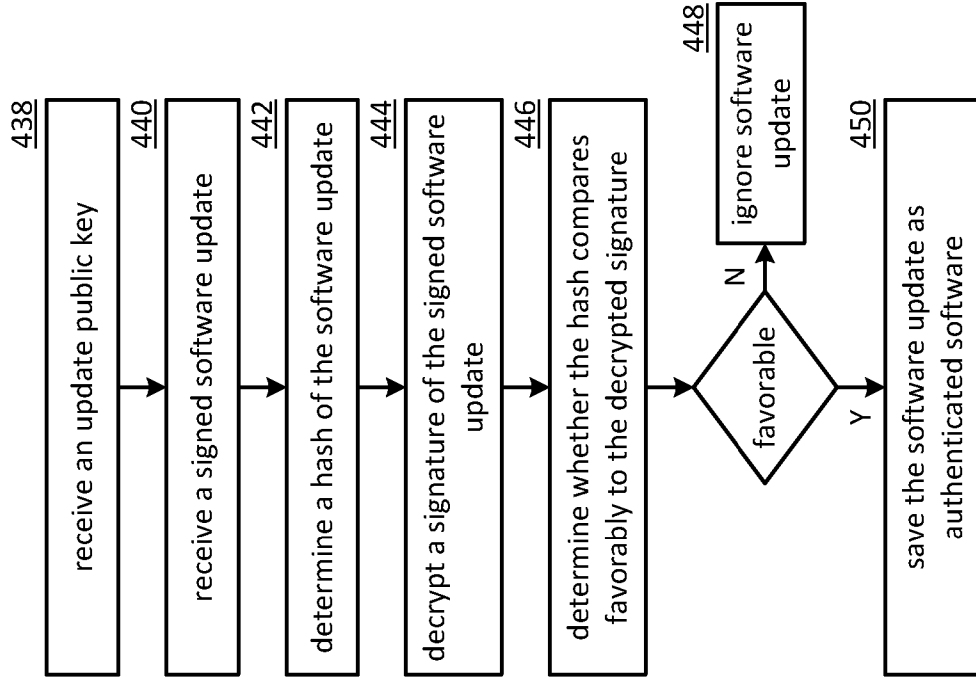 438
receive an update public key
440
receive a signed software update
442
determine a hash of the software update
444
decrypt a signature of the signed software
update
446
determine whether the hash compares
favorably to the decrypted signature
favorable
N
448
ignore software
update
Y
450
save the software update as
authenticated software